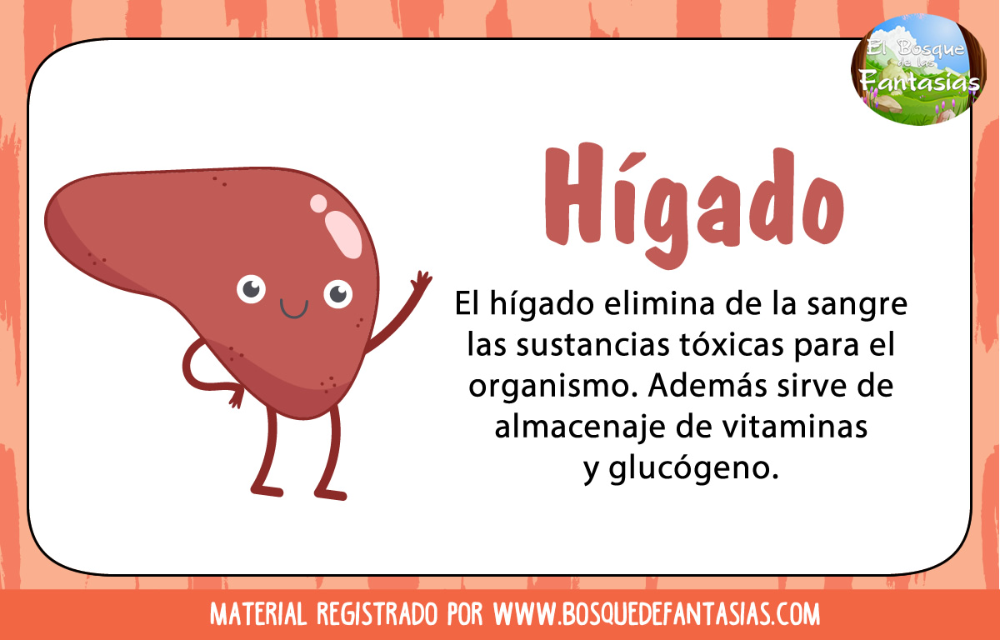 El Bosque
de las
Fantasías
Hígado
El hígado elimina de la sangre
las sustancias tóxicas para el
organismo. Además sirve de
almacenaje de vitaminas
y glucógeno.
MATERIAL REGISTRADO POR WWW.BOSQUEDEFANTASIAS.COM